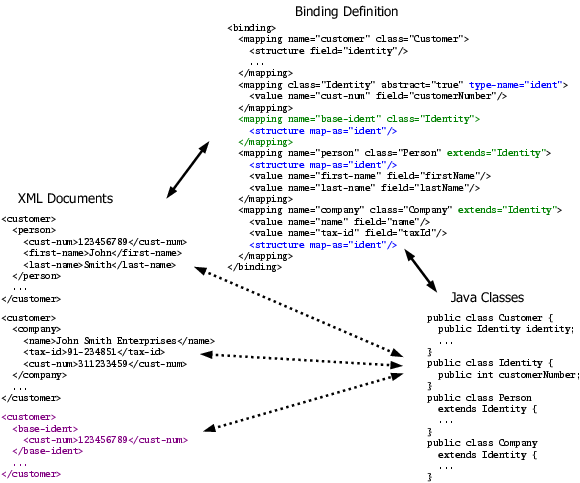 Binding Definition
<binding>
  <mapping name="customer" class="Customer">
    <structure field="identity"/>
    ...
  </mapping>
  <mapping class="Identity" abstract="true" type-name="ident">
    <value name="cust-num" field="customerNumber"/>
  </mapping>
  <mapping name="base-ident" class="Identity">
    <structure map-as="ident"/>
  </mapping>
  <mapping name="person" class="Person" extends="Identity">
    <structure map-as="ident"/>
    <value name="first-name" field="firstName"/>
    <value name="last-name" field="lastName"/>
  </mapping>
  <mapping name="company" class="Company" extends="Identity">
    <value name="name" field="name"/>
    <value name="tax-id" field="taxId"/>
    <structure map-as="ident"/>
  </mapping>
</binding>
XML Documents
<customer>
  <person>
    <cust-num>123456789</cust-num>
    <first-name>John</first-name>
    <last-name>Smith</last-name>
  </person>
  ...
</customer>
<customer>
  <company>
    <name>John Smith Enterprises</name>
    <tax-id>91-234851</tax-id>
    <cust-num>311233459</cust-num>
  </company>
  ...
</customer>
<customer>
  <base-ident>
    <cust-num>123456789</cust-num>
  </base-ident>
  ...
</customer>
Java Classes
public class Customer {
  public Identity identity;
  ...
}
public class Identity {
  public int customerNumber;
}
public class Person
  extends Identity {
  ...
}
public class Company
  extends Identity {
  ...
}